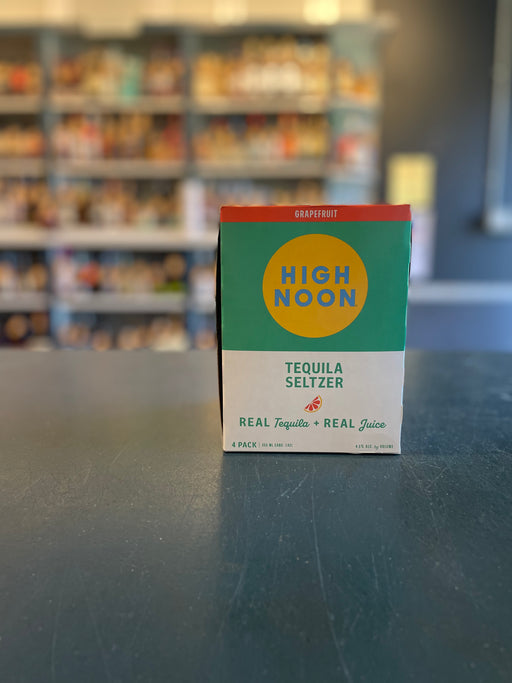 GRAPEFRUIT
HIGH
NOON
TEQUILA
SELTZER
REAL Tequila + REAL Juice
4 PACK